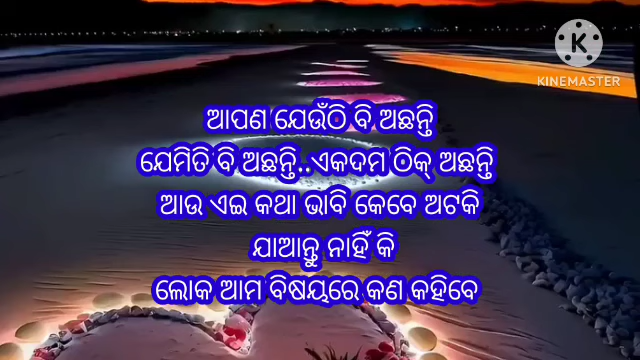 KINEMASTER
ଆପଣ ଯେଉଁଠି ବି ଅଛନ୍ତି
ଯେମିତି ବି ଅଛନ୍ତି..ଏକଦମ ଠିକ୍ ଅଛନ୍ତି
ଆଉ ଏଇ କଥା ଭାବି କେବେ ଅଟକି
ଯାଆନ୍ତୁ ନାହିଁ କି
ଲୋକ ଆମ ବିଷୟରେ କଣ କହିବେ